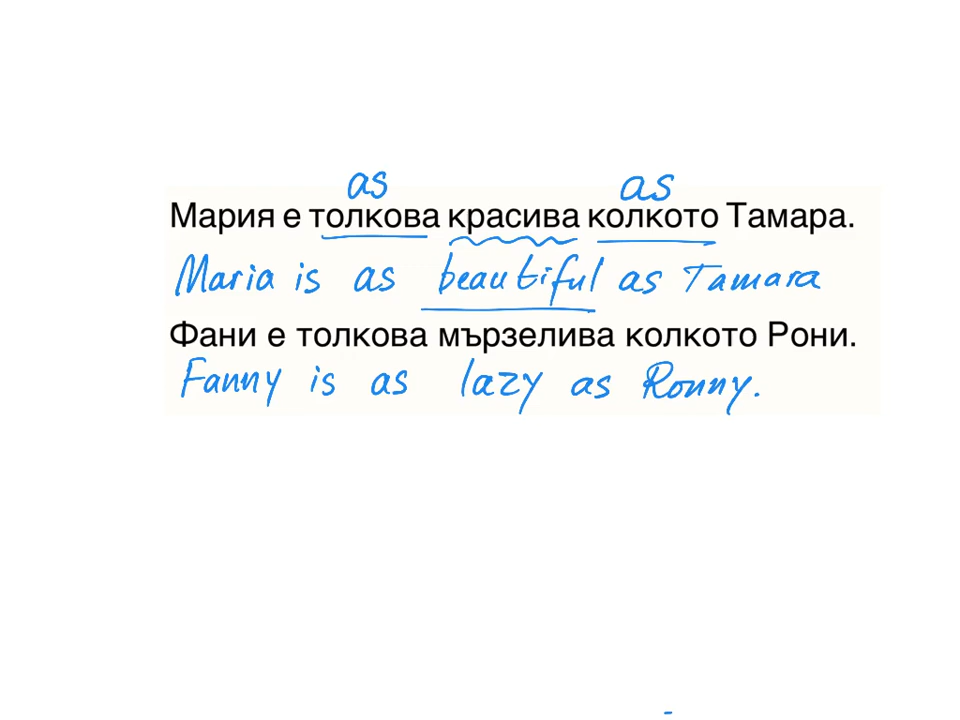 as as
Мария е толкова красива колкото Тамара.
Maria is as beautiful as Tamara
Фани е толкова мързелива колкото Рони.
Fanny is as lazy as Ronny.